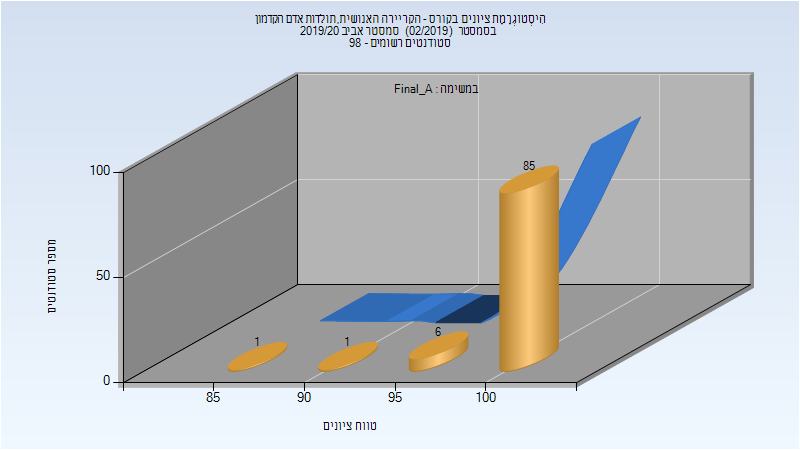 היסטוגרמת ציונים בקורס - הקריירה האנושית,תולדות אדם הקדמון
בסמסטר (02/2019) סמסטר אביב 2019/20
סטודנטים רשומים - 98
במשימה : Final_A
85
100
50
0
6
1
1
85
90
95
100
מספר סטודנטים
טווח ציונים